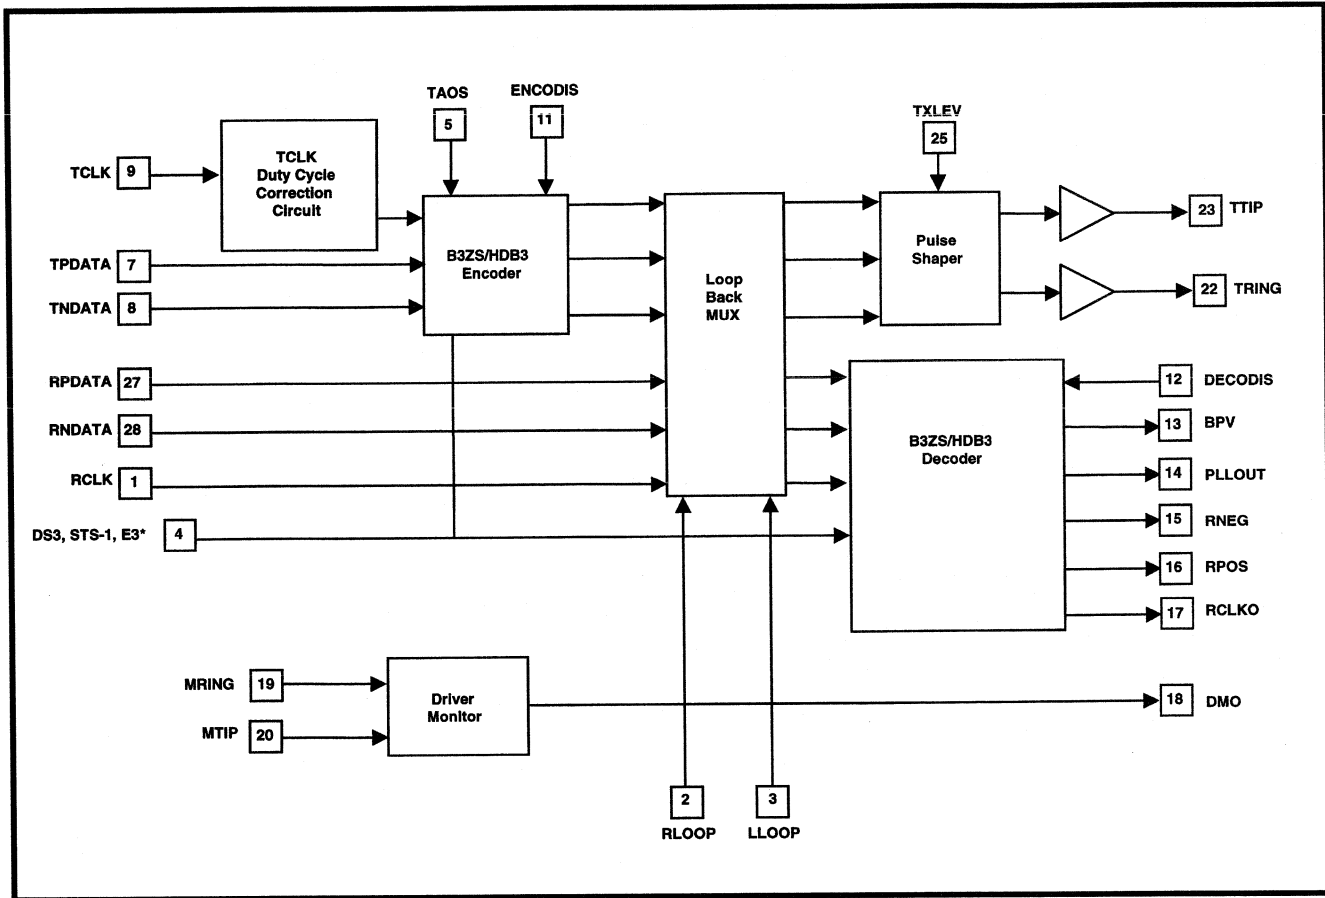 TAOS
5
ENCODIS
11
TXLEV
25
TCLK 9
TCLK
Duty Cycle
Correction
Circuit
TPDATA 7
TNDATA 8
B3ZS/HDB3
Encoder
Loop
Back
MUX
Pulse
Shaper
23 TTIP
22 TRING
RPDATA 27
RNDATA 28
RCLK 1
DS3, STS-1, E3* 4
B3ZS/HDB3
Decoder
12 DECODIS
13 BPV
14 PLLOUT
15 RNEG
16 RPOS
17 RCLKO
MRING 19
MTIP 20
Driver
Monitor
18 DMO
2
RLOOP
3
LLOOP